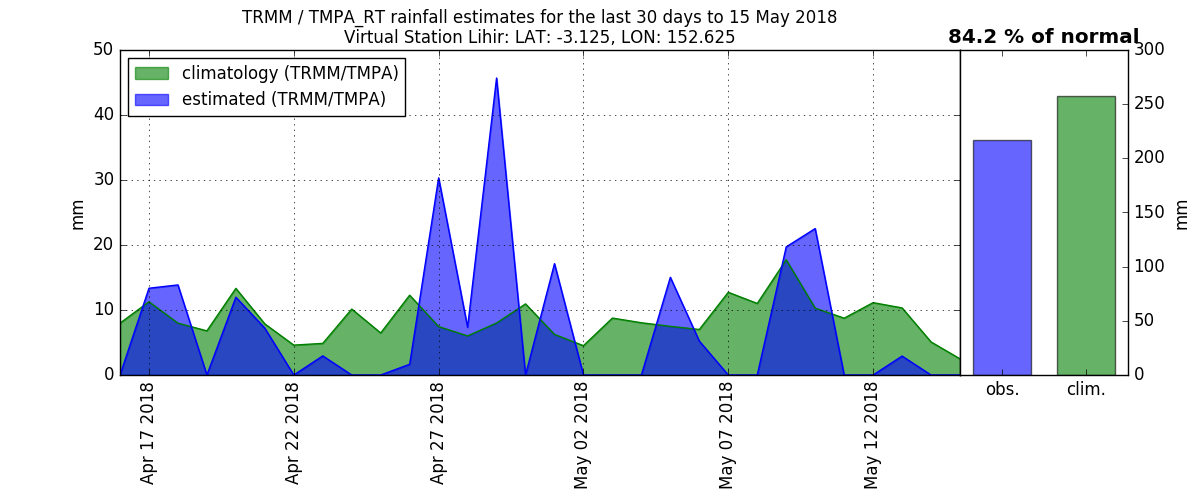 TRMM / TMPA_RT rainfall estimates for the last 30 days to 15 May 2018
Virtual Station Lihir: LAT: -3.125, LON: 152.625
84.2 % of normal
climatology (TRMM/TMPA)
estimated (TRMM/TMPA)
50
40
30
20
10
0
mm
Apr 17 2018
Apr 22 2018
Apr 27 2018
May 02 2018
May 07 2018
May 12 2018
obs.
clim.
300
250
200
150
100
50
0
mm